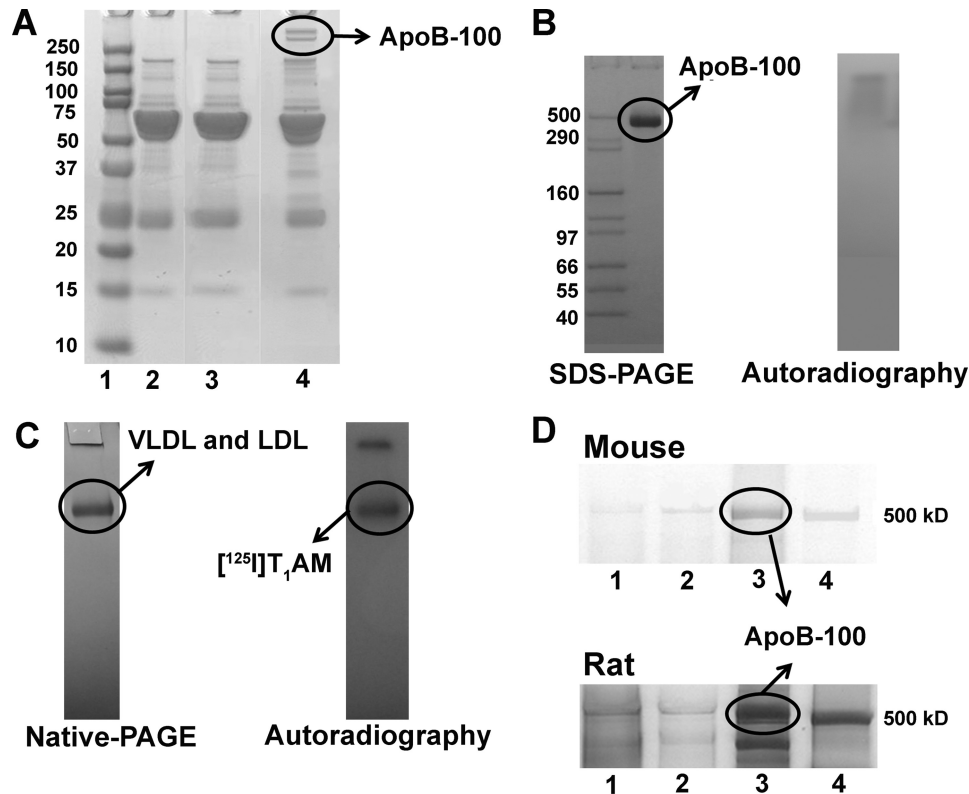 A
250
150
100
75
50
37
25
20
15
10
ApoB-100
1 2 3 4
B
ApoB-100
500
290
160
97
66
55
40
SDS-PAGE
Autoradiography
C
VLDL and LDL
[¹²⁵I]T₁AM
Native-PAGE
Autoradiography
D
Mouse
500 kD
1 2 3 4
ApoB-100
Rat
500 kD
1 2 3 4